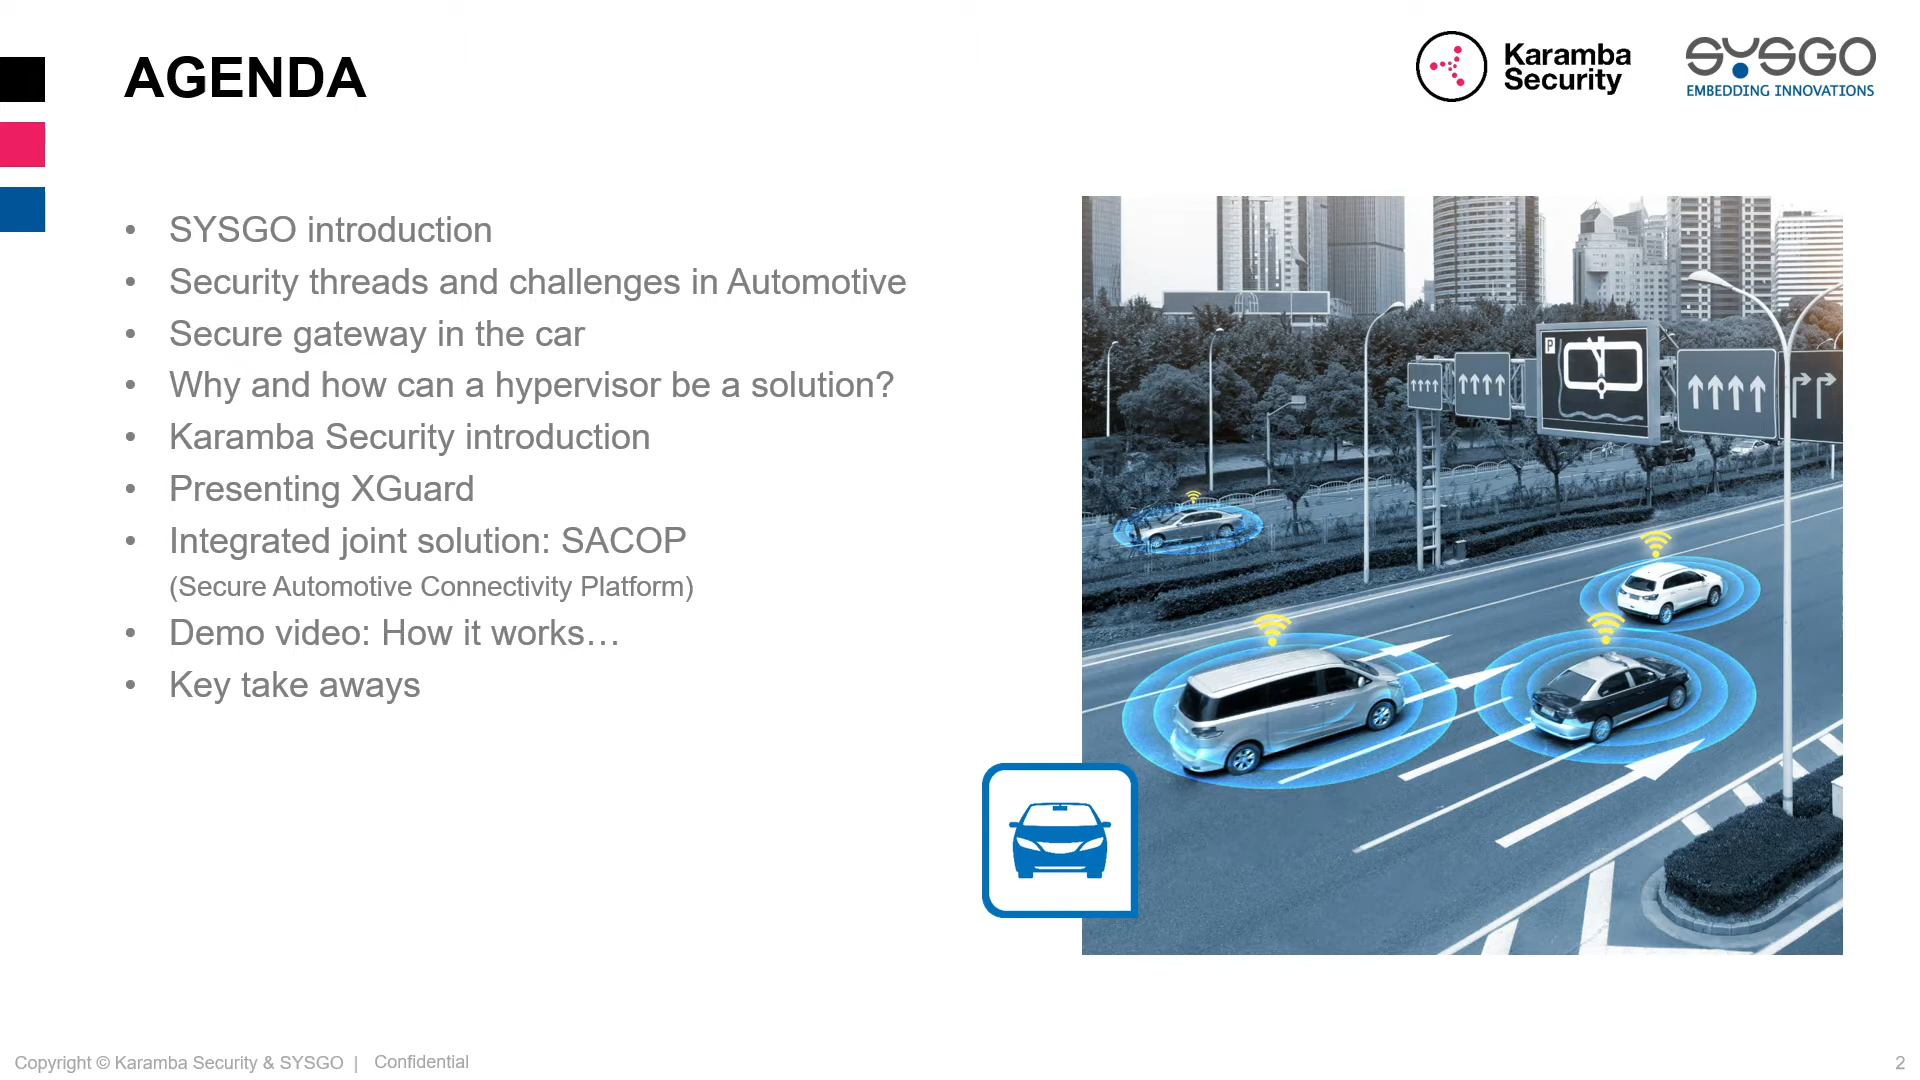 AGENDA
Karamba
Security
SYSGO
EMBEDDING INNOVATIONS
• SYSGO introduction
• Security threads and challenges in Automotive
• Secure gateway in the car
• Why and how can a hypervisor be a solution?
• Karamba Security introduction
• Presenting XGuard
• Integrated joint solution: SACOP
(Secure Automotive Connectivity Platform)
• Demo video: How it works…
• Key take aways
P
Copyright © Karamba Security & SYSGO | Confidential
2